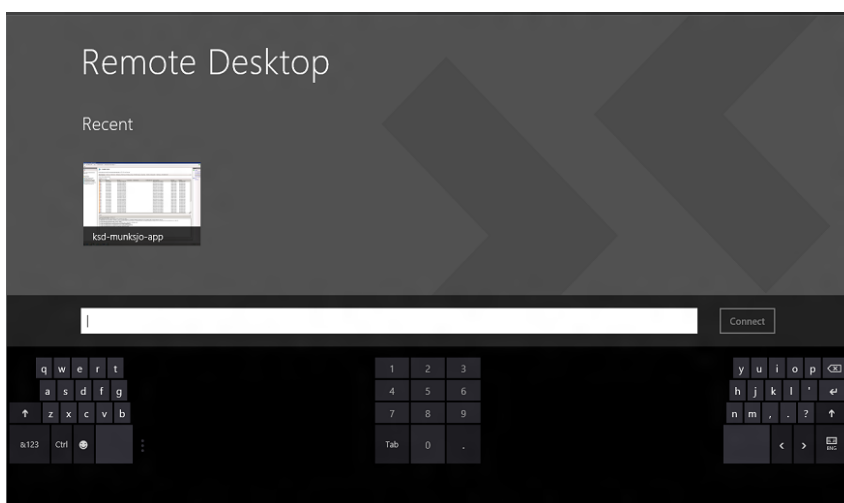 Remote Desktop
Recent
ksd-munksjo-app
Connect
q w e r t
1 2 3
y u i o p
a s d f g
4 5 6
h j k l '
z x c v b
7 8 9
n m , . ?
&123 Ctrl
Tab 0 .
< >
ENG